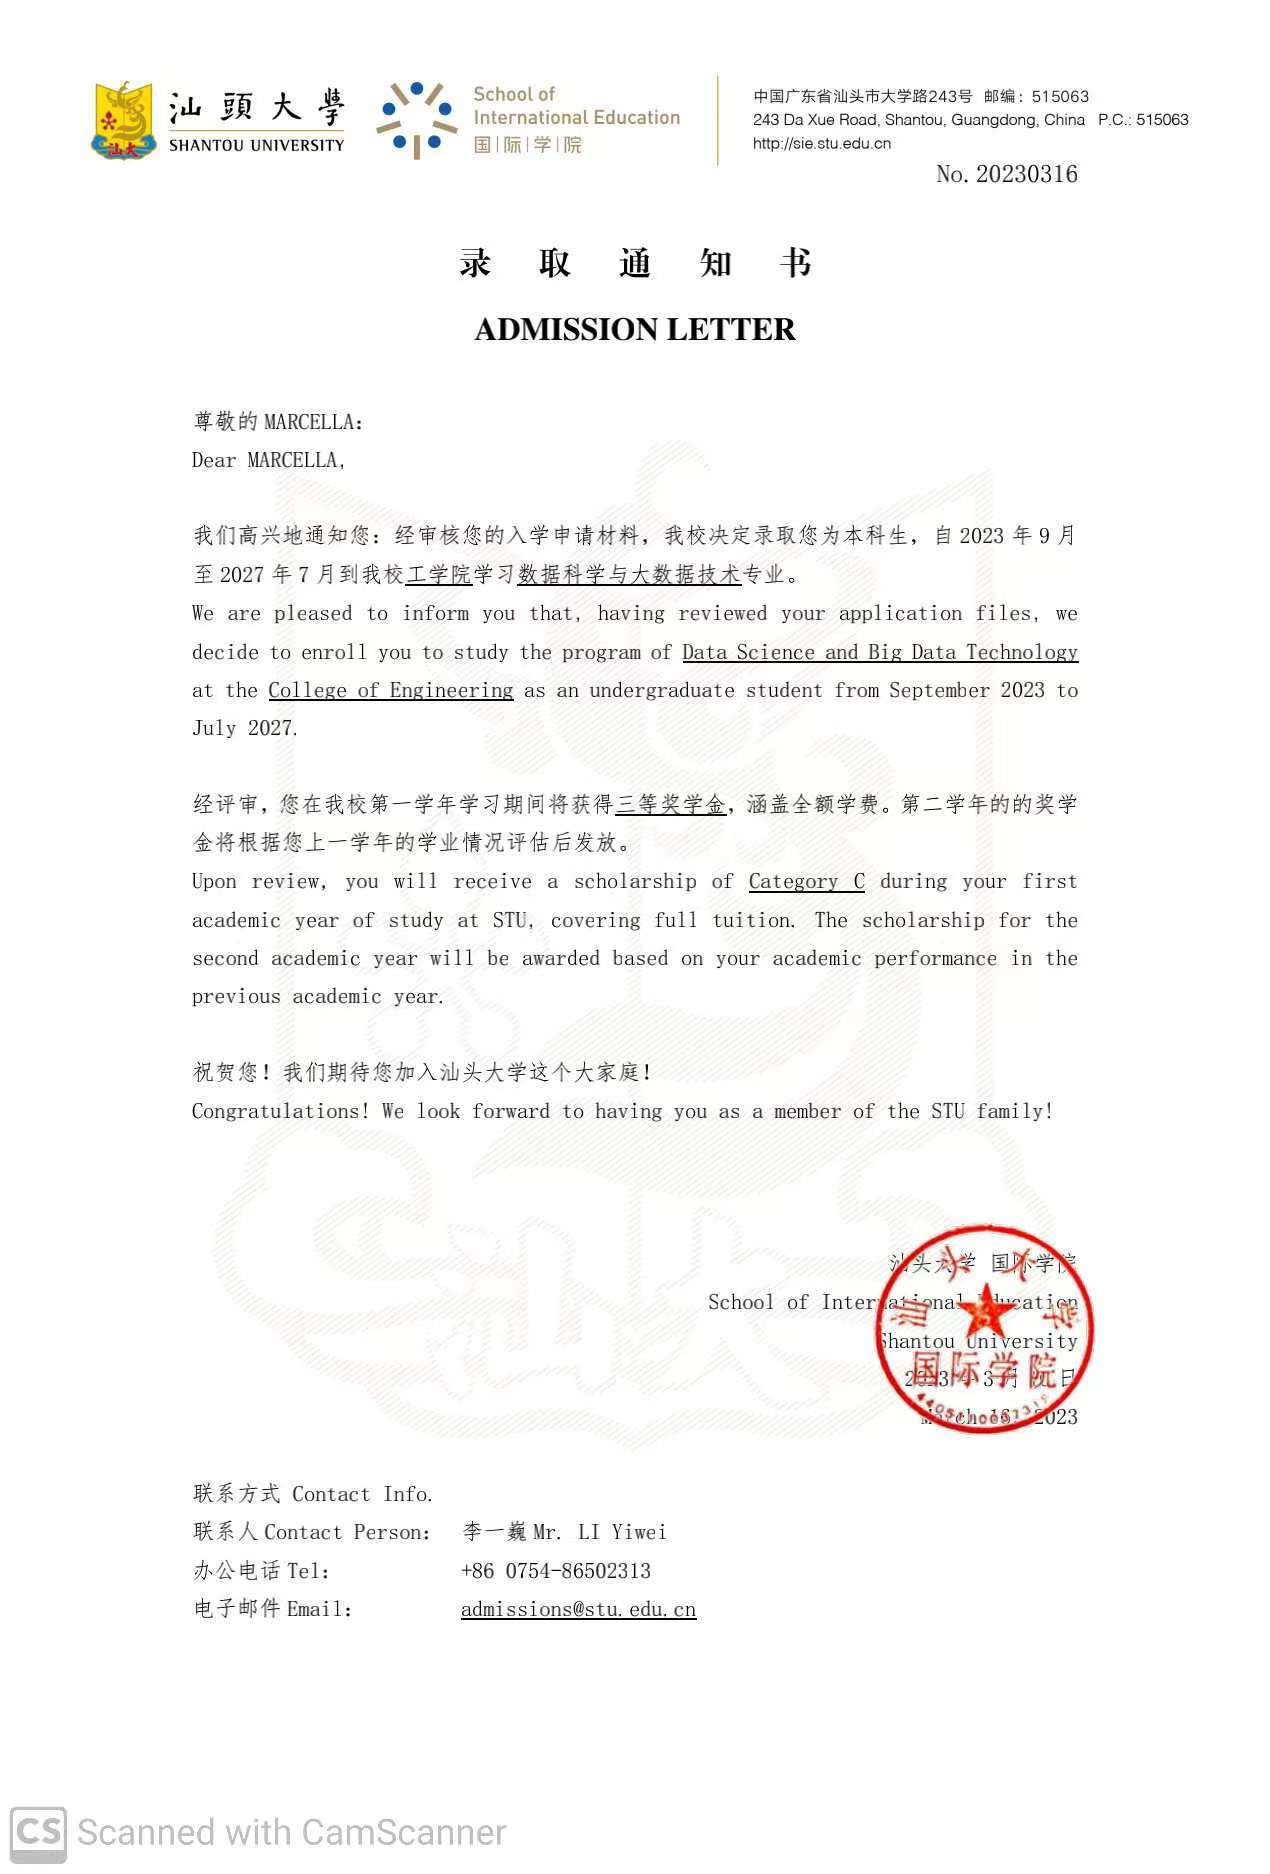 汕頭大學
SHANTOU UNIVERSITY
School of
International Education
国际学院
中国广东省汕头市大学路243号 邮编：515063
243 Da Xue Road, Shantou, Guangdong, China P.C.: 515063
http://sie.stu.edu.cn
No. 20230316
录取通知书
ADMISSION LETTER
尊敬的 MARCELLA：
Dear MARCELLA,
我们高兴地通知您：经审核您的入学申请材料，我校决定录取您为本科生，自 2023 年 9 月
至 2027 年 7 月到我校工学院学习数据科学与大数据技术专业。
We are pleased to inform you that, having reviewed your application files, we
decide to enroll you to study the program of Data Science and Big Data Technology
at the College of Engineering as an undergraduate student from September 2023 to
July 2027.
经评审，您在我校第一学年学习期间将获得三等奖学金，涵盖全额学费。第二学年的的奖学
金将根据您上一学年的学业情况评估后发放。
Upon review, you will receive a scholarship of Category C during your first
academic year of study at STU, covering full tuition. The scholarship for the
second academic year will be awarded based on your academic performance in the
previous academic year.
祝贺您！我们期待您加入汕头大学这个大家庭！
Congratulations! We look forward to having you as a member of the STU family!
汕头大学 国际学院
School of International Education
Shantou University
2023 年 3 月 日
March 16, 2023
汕头大学
国际学院
联系方式 Contact Info.
联系人 Contact Person： 李一巍 Mr. LI Yiwei
办公电话 Tel： +86 0754-86502313
电子邮件 Email： admissions@stu.edu.cn
CS Scanned with CamScanner